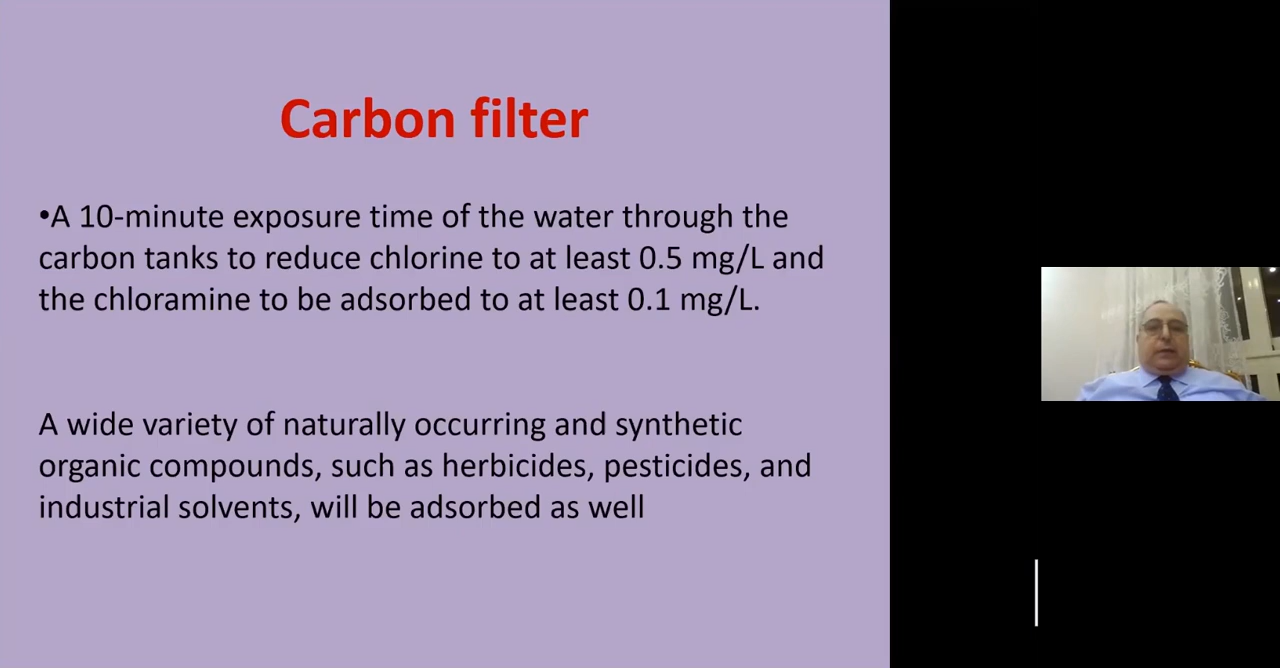 Carbon filter
•A 10-minute exposure time of the water through the
carbon tanks to reduce chlorine to at least 0.5 mg/L and
the chloramine to be adsorbed to at least 0.1 mg/L.
A wide variety of naturally occurring and synthetic
organic compounds, such as herbicides, pesticides, and
industrial solvents, will be adsorbed as well